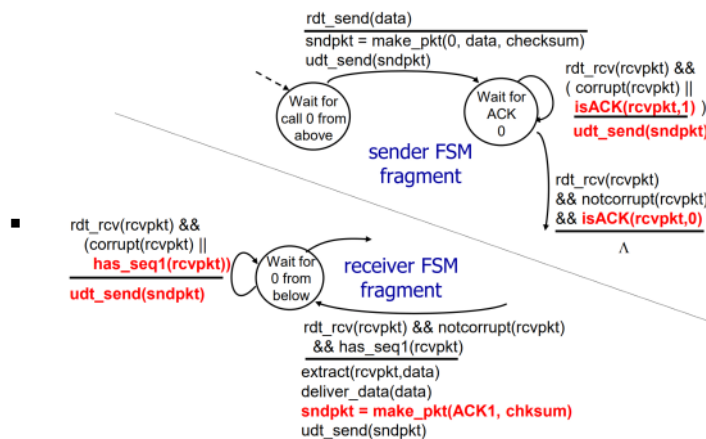 rdt_send(data)
sndpkt = make_pkt(0, data, checksum)
udt_send(sndpkt)
Wait for
call 0 from
above
Wait for
ACK
0
rdt_rcv(rcvpkt) &&
( corrupt(rcvpkt) ||
isACK(rcvpkt,1) )
udt_send(sndpkt)
sender FSM
fragment
rdt_rcv(rcvpkt)
&& notcorrupt(rcvpkt)
&& isACK(rcvpkt,0)
Λ
rdt_rcv(rcvpkt) &&
(corrupt(rcvpkt) ||
has_seq1(rcvpkt))
udt_send(sndpkt)
Wait for
0 from
below
receiver FSM
fragment
rdt_rcv(rcvpkt) && notcorrupt(rcvpkt)
&& has_seq1(rcvpkt)
extract(rcvpkt,data)
deliver_data(data)
sndpkt = make_pkt(ACK1, chksum)
udt_send(sndpkt)